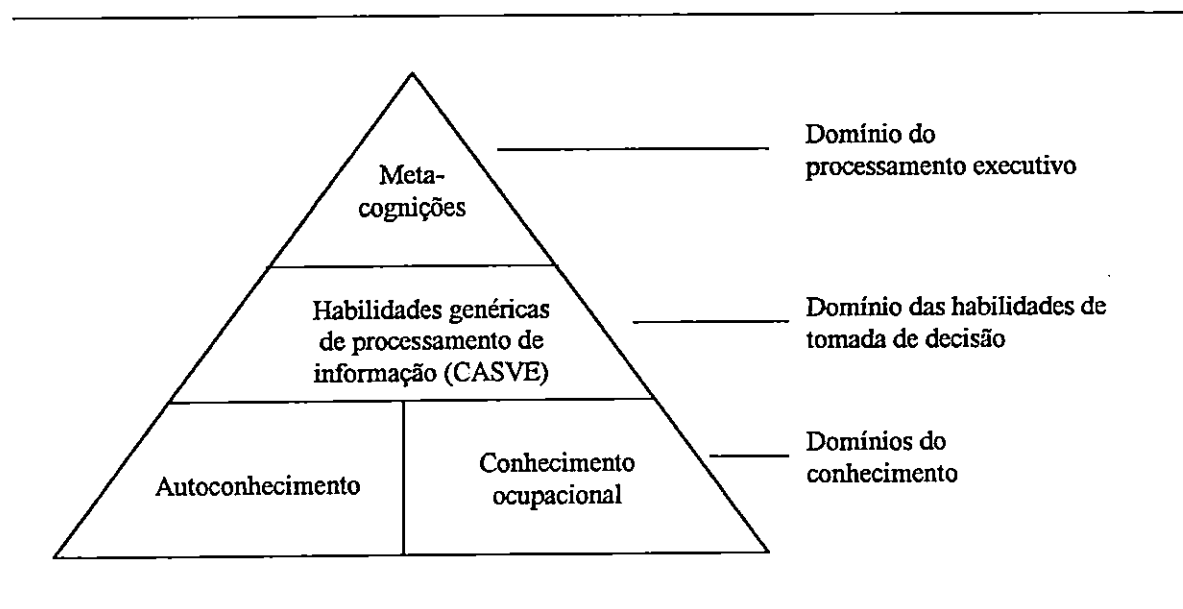 Meta-
cognições
Domínio do
processamento executivo
Habilidades genéricas
de processamento de
informação (CASVE)
Domínio das habilidades de
tomada de decisão
Autoconhecimento
Conhecimento
ocupacional
Domínios do
conhecimento